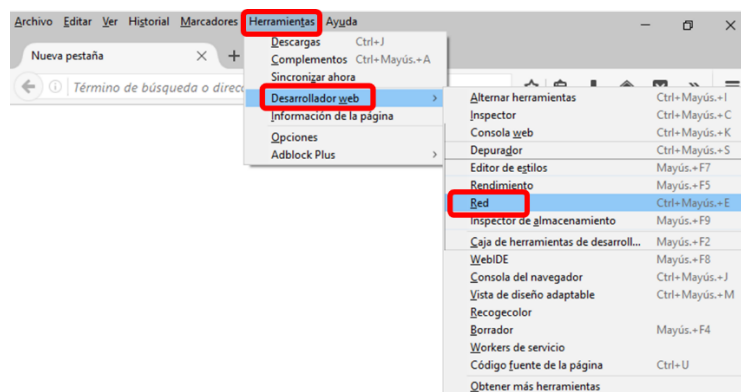 Archivo Editar Ver Historial Marcadores Herramientas Ayuda
Nueva pestaña
Término de búsqueda o direc
Descargas Ctrl+J
Complementos Ctrl+Mayús.+A
Sincronizar ahora
Desarrollador web
Información de la página
Opciones
Adblock Plus
Alternar herramientas Ctrl+Mayús.+I
Inspector Ctrl+Mayús.+C
Consola web Ctrl+Mayús.+K
Depurador Ctrl+Mayús.+S
Editor de estilos Mayús.+F7
Rendimiento Mayús.+F5
Red Ctrl+Mayús.+E
Inspector de almacenamiento Mayús.+F9
Caja de herramientas de desarroll... Mayús.+F2
WebIDE Mayús.+F8
Consola del navegador Ctrl+Mayús.+J
Vista de diseño adaptable Ctrl+Mayús.+M
Recogecolor
Borrador Mayús.+F4
Workers de servicio
Código fuente de la página Ctrl+U
Obtener más herramientas